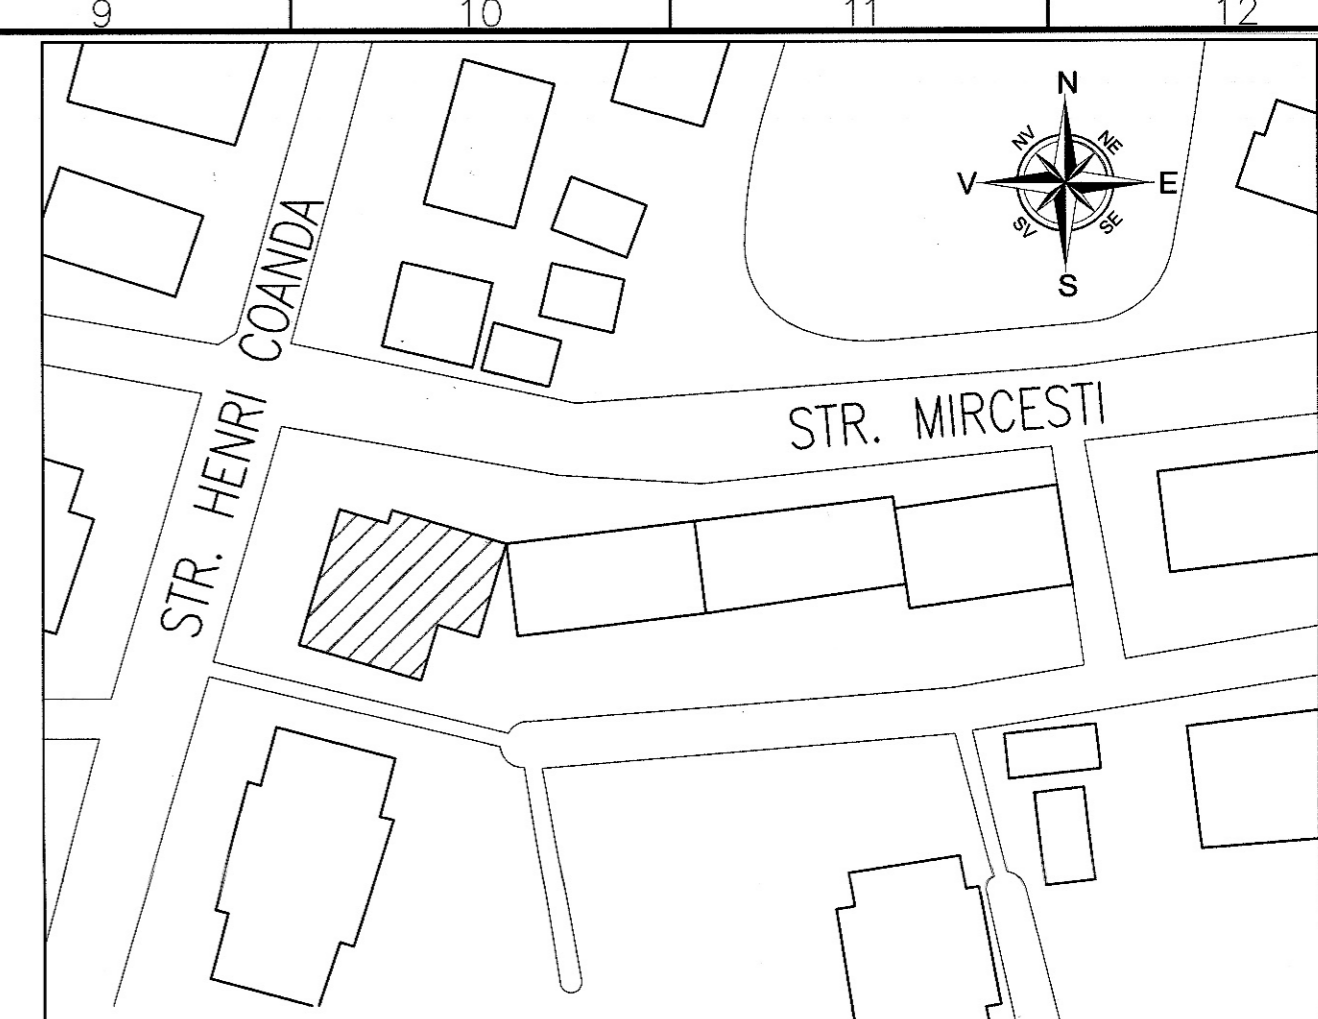 9 10 11 12
N
NV NE
V E
SV SE
S
STR. HENRI COANDA
STR. MIRCESTI